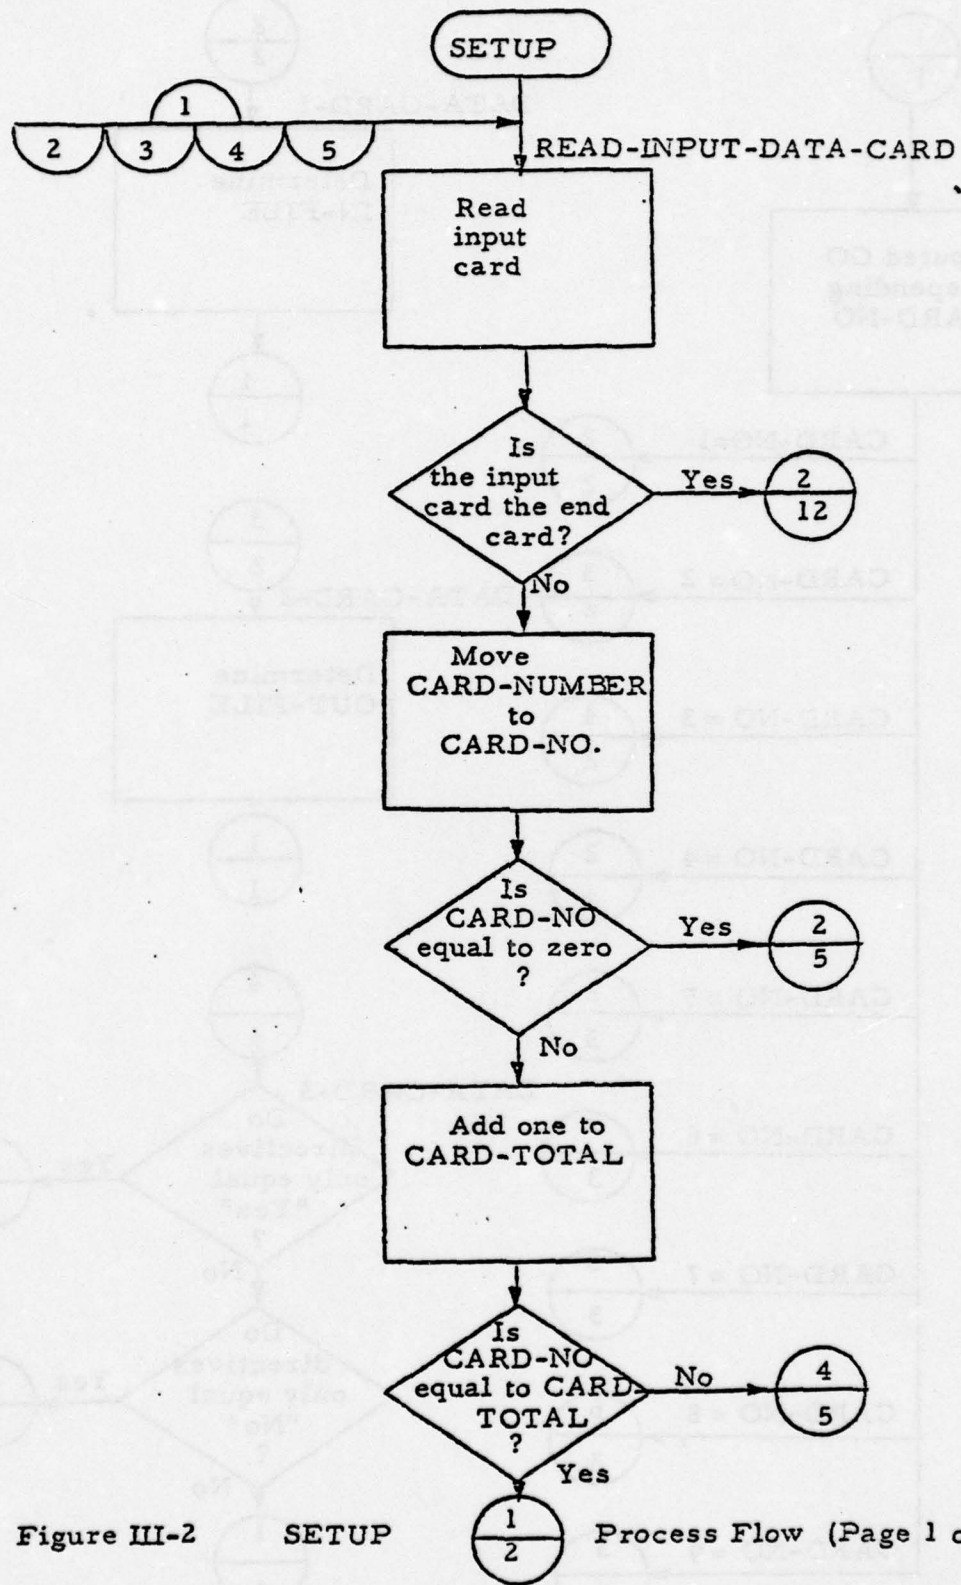 SETUP
1
2 3 4 5
READ-INPUT-DATA-CARD
Read
input
card
Is
the input
card the end
card?
Yes
2
12
No
Move
CARD-NUMBER
to
CARD-NO.
Is
CARD-NO
equal to zero
?
Yes
2
5
No
Add one to
CARD-TOTAL
Is
CARD-NO
equal to CARD-
TOTAL
?
No
4
5
Yes
1
2
Figure III-2 SETUP Process Flow (Page 1